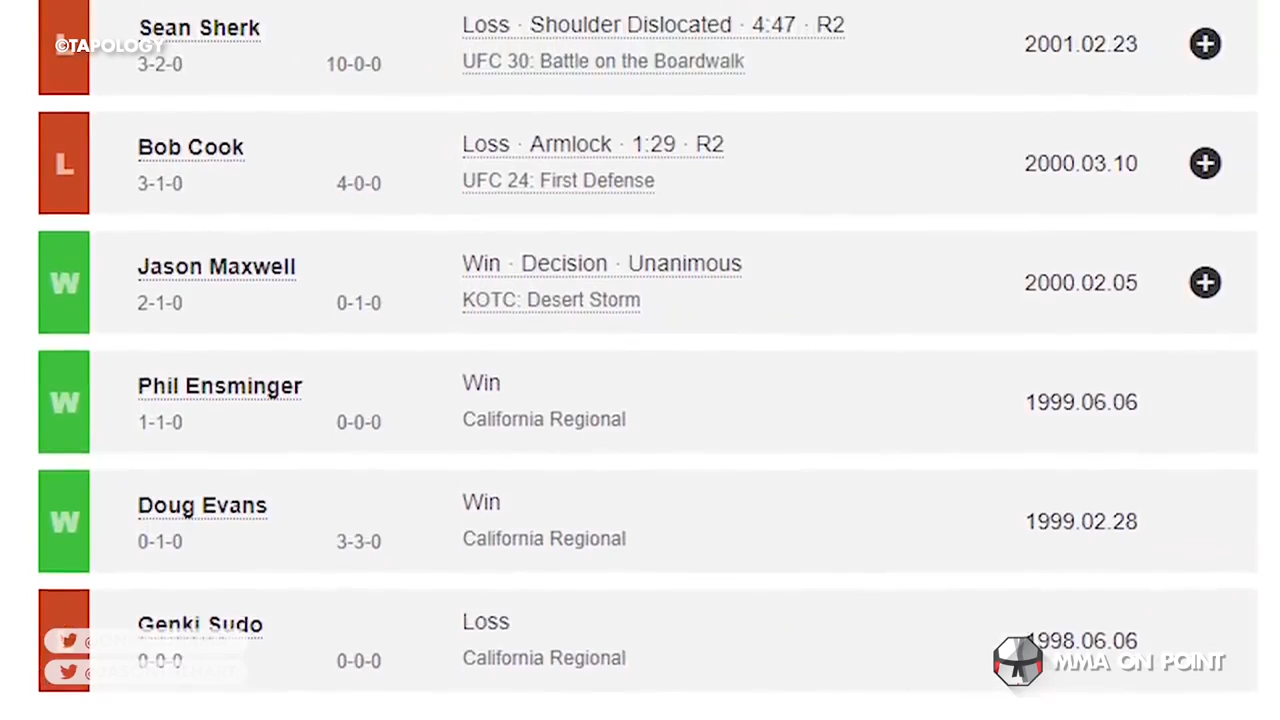 L
©TAPOLOGY
Sean Sherk
3-2-0
10-0-0
Loss · Shoulder Dislocated · 4:47 · R2
UFC 30: Battle on the Boardwalk
2001.02.23
L
Bob Cook
3-1-0
4-0-0
Loss · Armlock · 1:29 · R2
UFC 24: First Defense
2000.03.10
W
Jason Maxwell
2-1-0
0-1-0
Win · Decision · Unanimous
KOTC: Desert Storm
2000.02.05
W
Phil Ensminger
1-1-0
0-0-0
Win
California Regional
1999.06.06
W
Doug Evans
0-1-0
3-3-0
Win
California Regional
1999.02.28
Genki Sudo
0-0-0
0-0-0
Loss
California Regional
1998.06.06
MMA ON POINT